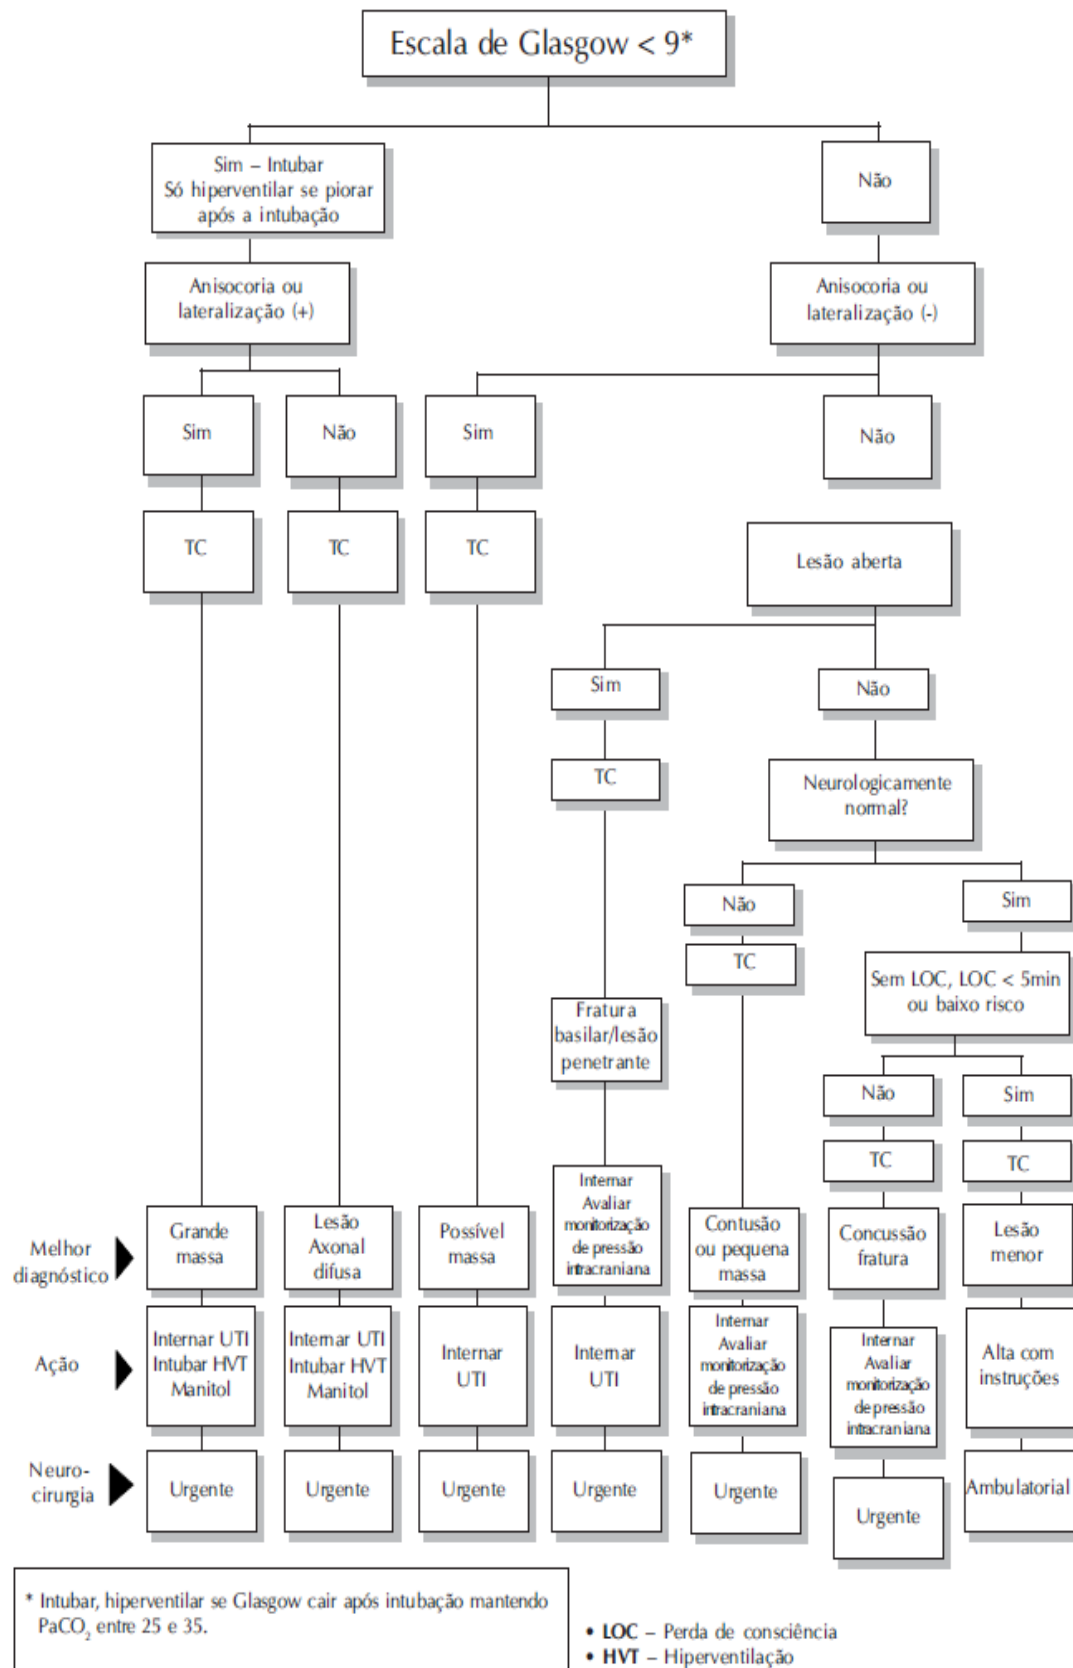 Escala de Glasgow < 9*
Sim – Intubar
Só hiperventilar se piorar
após a intubação
Não
Anisocoria ou
lateralização (+)
Anisocoria ou
lateralização (-)
Sim
Não
Sim
Não
TC
TC
TC
Lesão aberta
Sim
Não
TC
Neurologicamente
normal?
Não
Sim
TC
Sem LOC, LOC < 5min
ou baixo risco
Fratura
basilar/lesão
penetrante
Não
Sim
TC
TC
Melhor
diagnóstico
Grande
massa
Lesão
Axonal
difusa
Possível
massa
Internar
Avaliar
monitorização
de pressão
intracraniana
Contusão
ou pequena
massa
Concussão
fratura
Lesão
menor
Ação
Internar UTI
Intubar HVT
Manitol
Internar UTI
Intubar HVT
Manitol
Internar
UTI
Internar
UTI
Internar
Avaliar
monitorização
de pressão
intracraniana
Internar
Avaliar
monitorização
de pressão
intracraniana
Alta com
instruções
Neuro-
cirurgia
Urgente
Urgente
Urgente
Urgente
Urgente
Urgente
Ambulatorial
* Intubar, hiperventilar se Glasgow cair após intubação mantendo
PaCO2 entre 25 e 35.
• LOC – Perda de consciência
• HVT – Hiperventilação